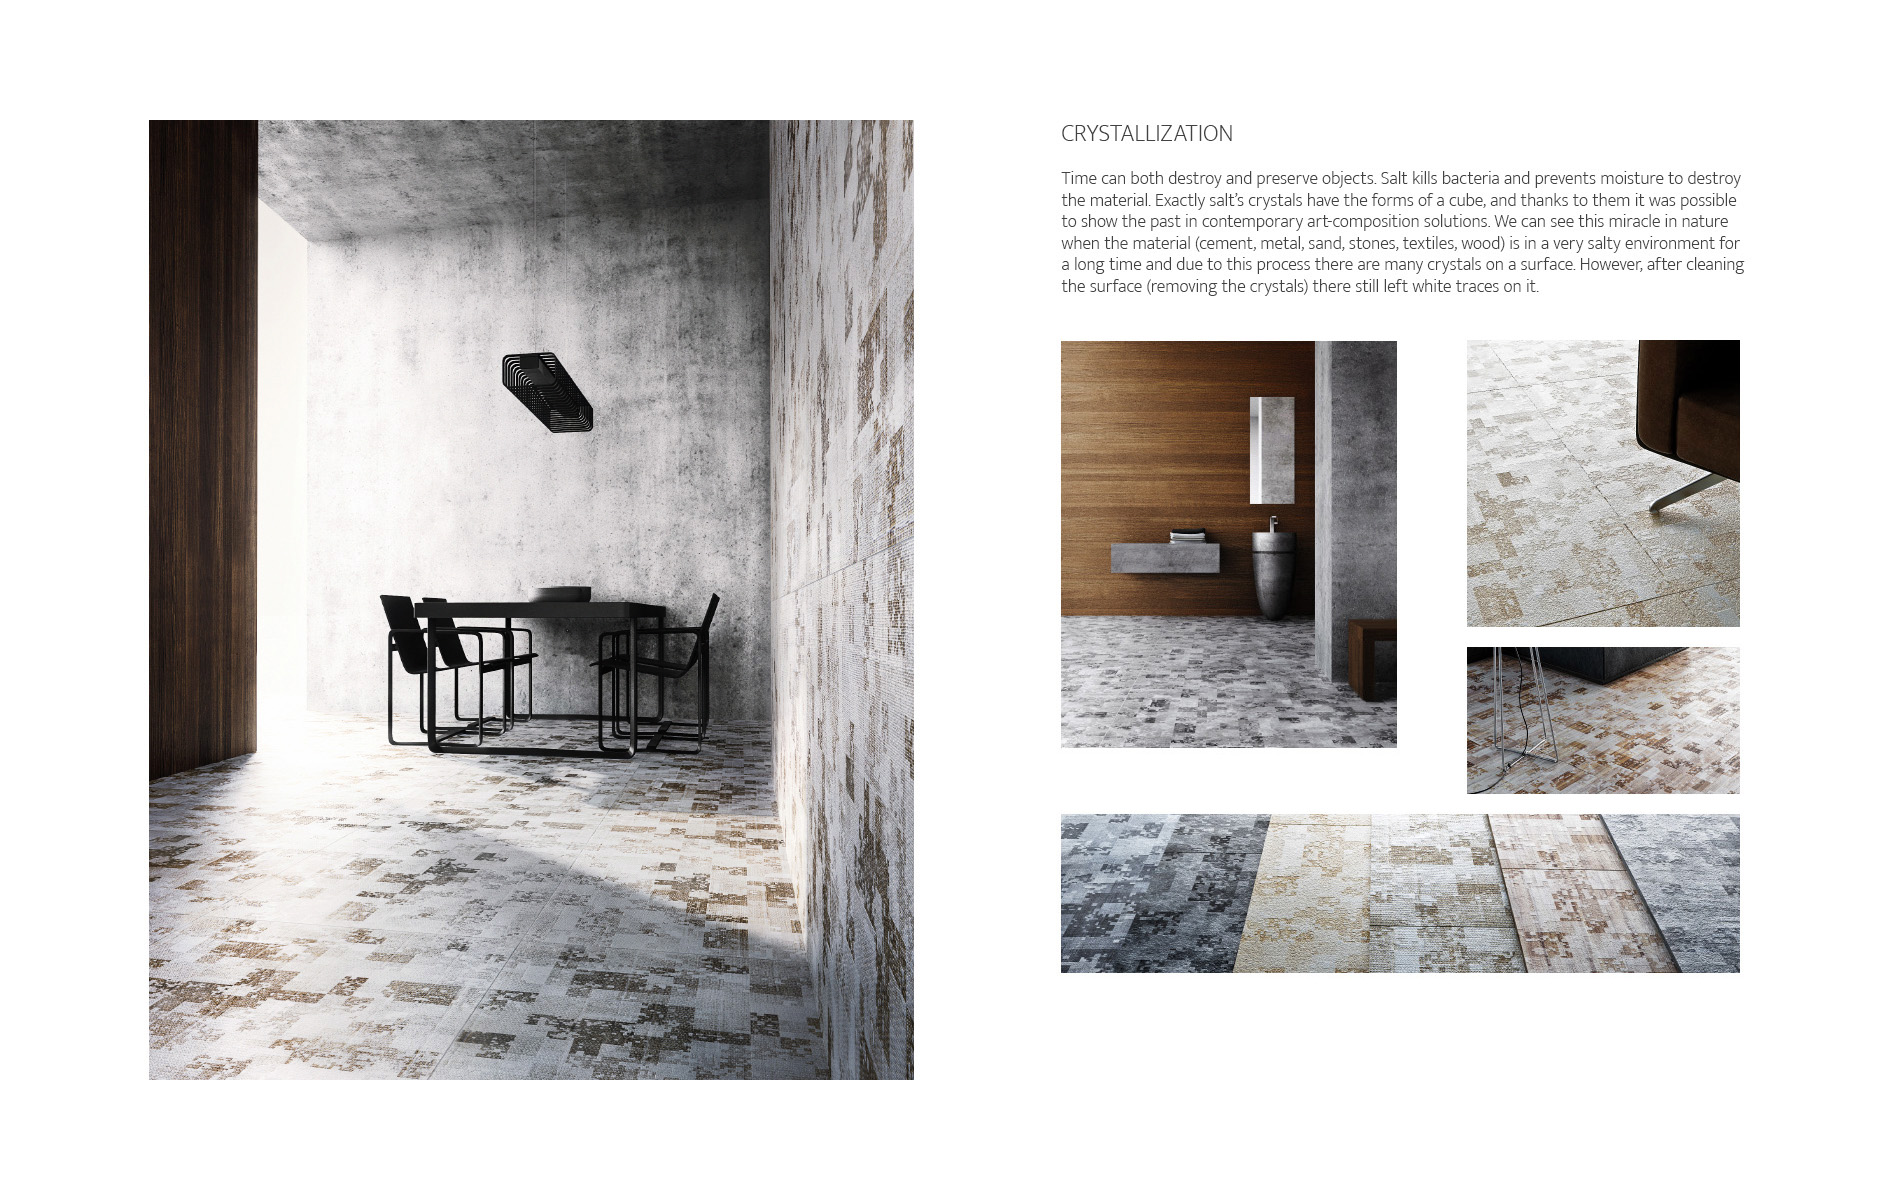 CRYSTALLIZATION
Time can both destroy and preserve objects. Salt kills bacteria and prevents moisture to destroy
the material. Exactly salt's crystals have the forms of a cube, and thanks to them it was possible
to show the past in contemporary art-composition solutions. We can see this miracle in nature
when the material (cement, metal, sand, stones, textiles, wood) is in a very salty environment for
a long time and due to this process there are many crystals on a surface. However, after cleaning
the surface (removing the crystals) there still left white traces on it.